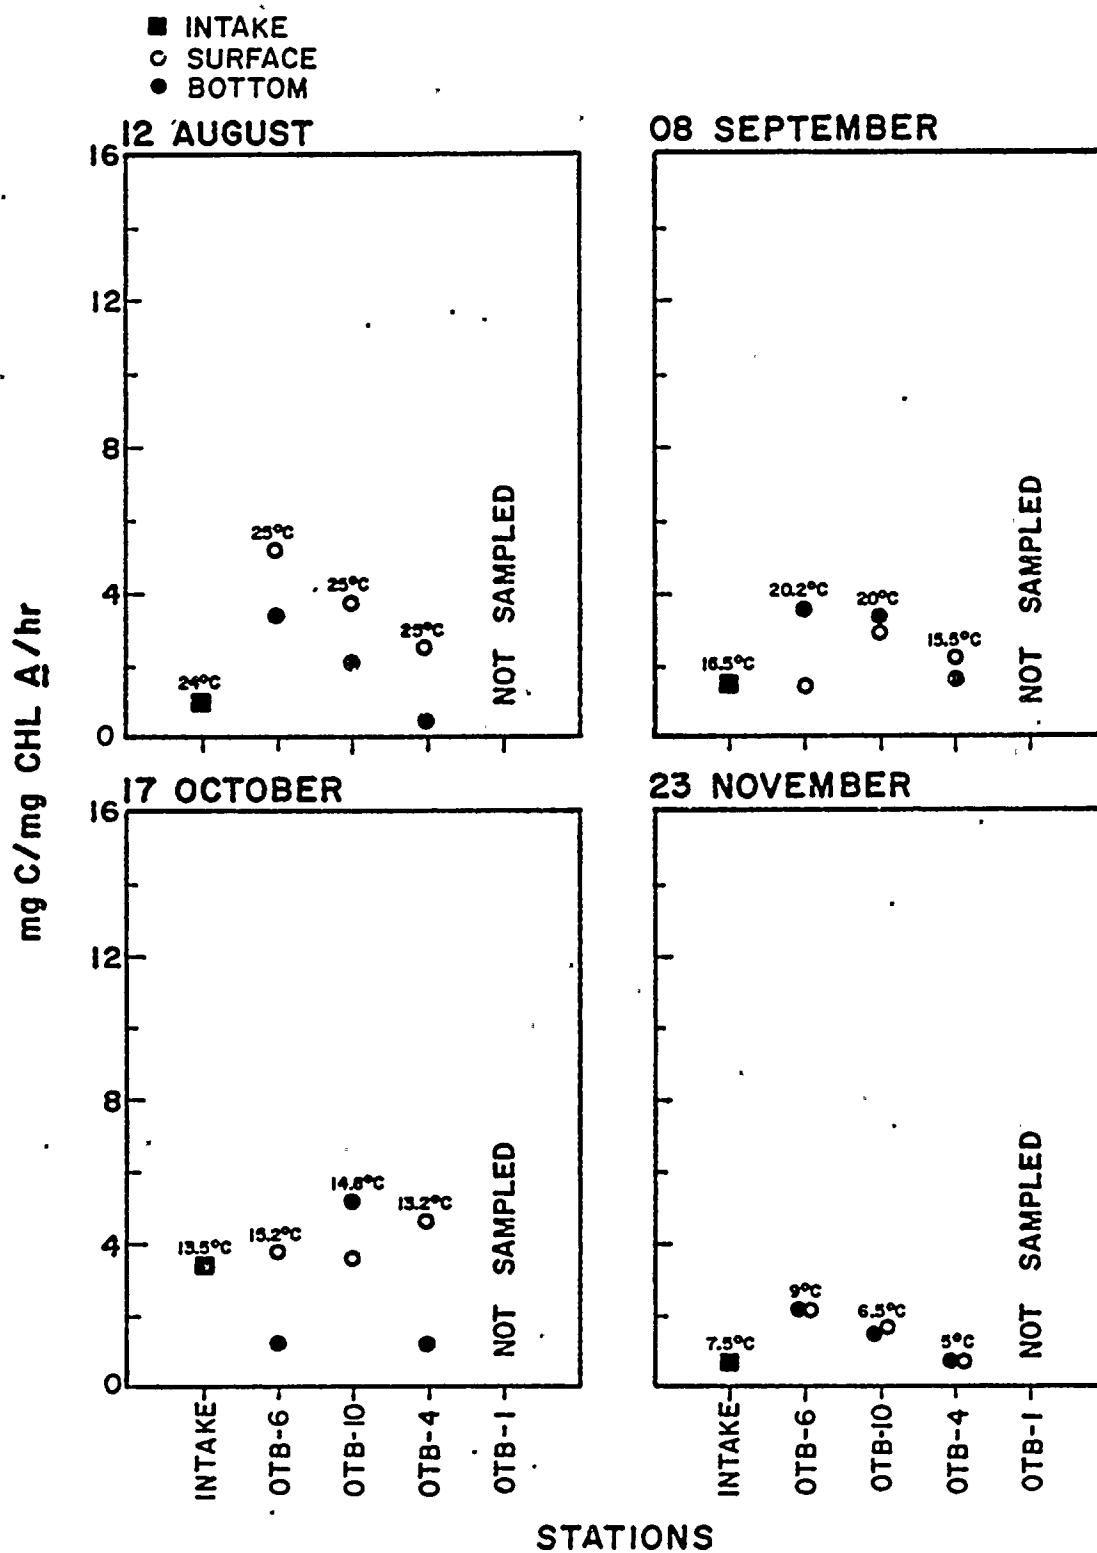 INTAKE
SURFACE
BOTTOM
12 AUGUST
08 SEPTEMBER
16
12
8
4
0
25°C
25°C
25°C
24°C
NOT SAMPLED
20.2°C
20°C
15.5°C
16.5°C
NOT SAMPLED
mg C/mg CHL A/hr
17 OCTOBER
23 NOVEMBER
16
12
8
4
0
14.8°C
13.2°C
15.2°C
13.5°C
NOT SAMPLED
9°C
6.5°C
5°C
7.5°C
NOT SAMPLED
INTAKE
OTB-6
OTB-10
OTB-4
OTB-1
INTAKE
OTB-6
OTB-10
OTB-4
OTB-1
STATIONS